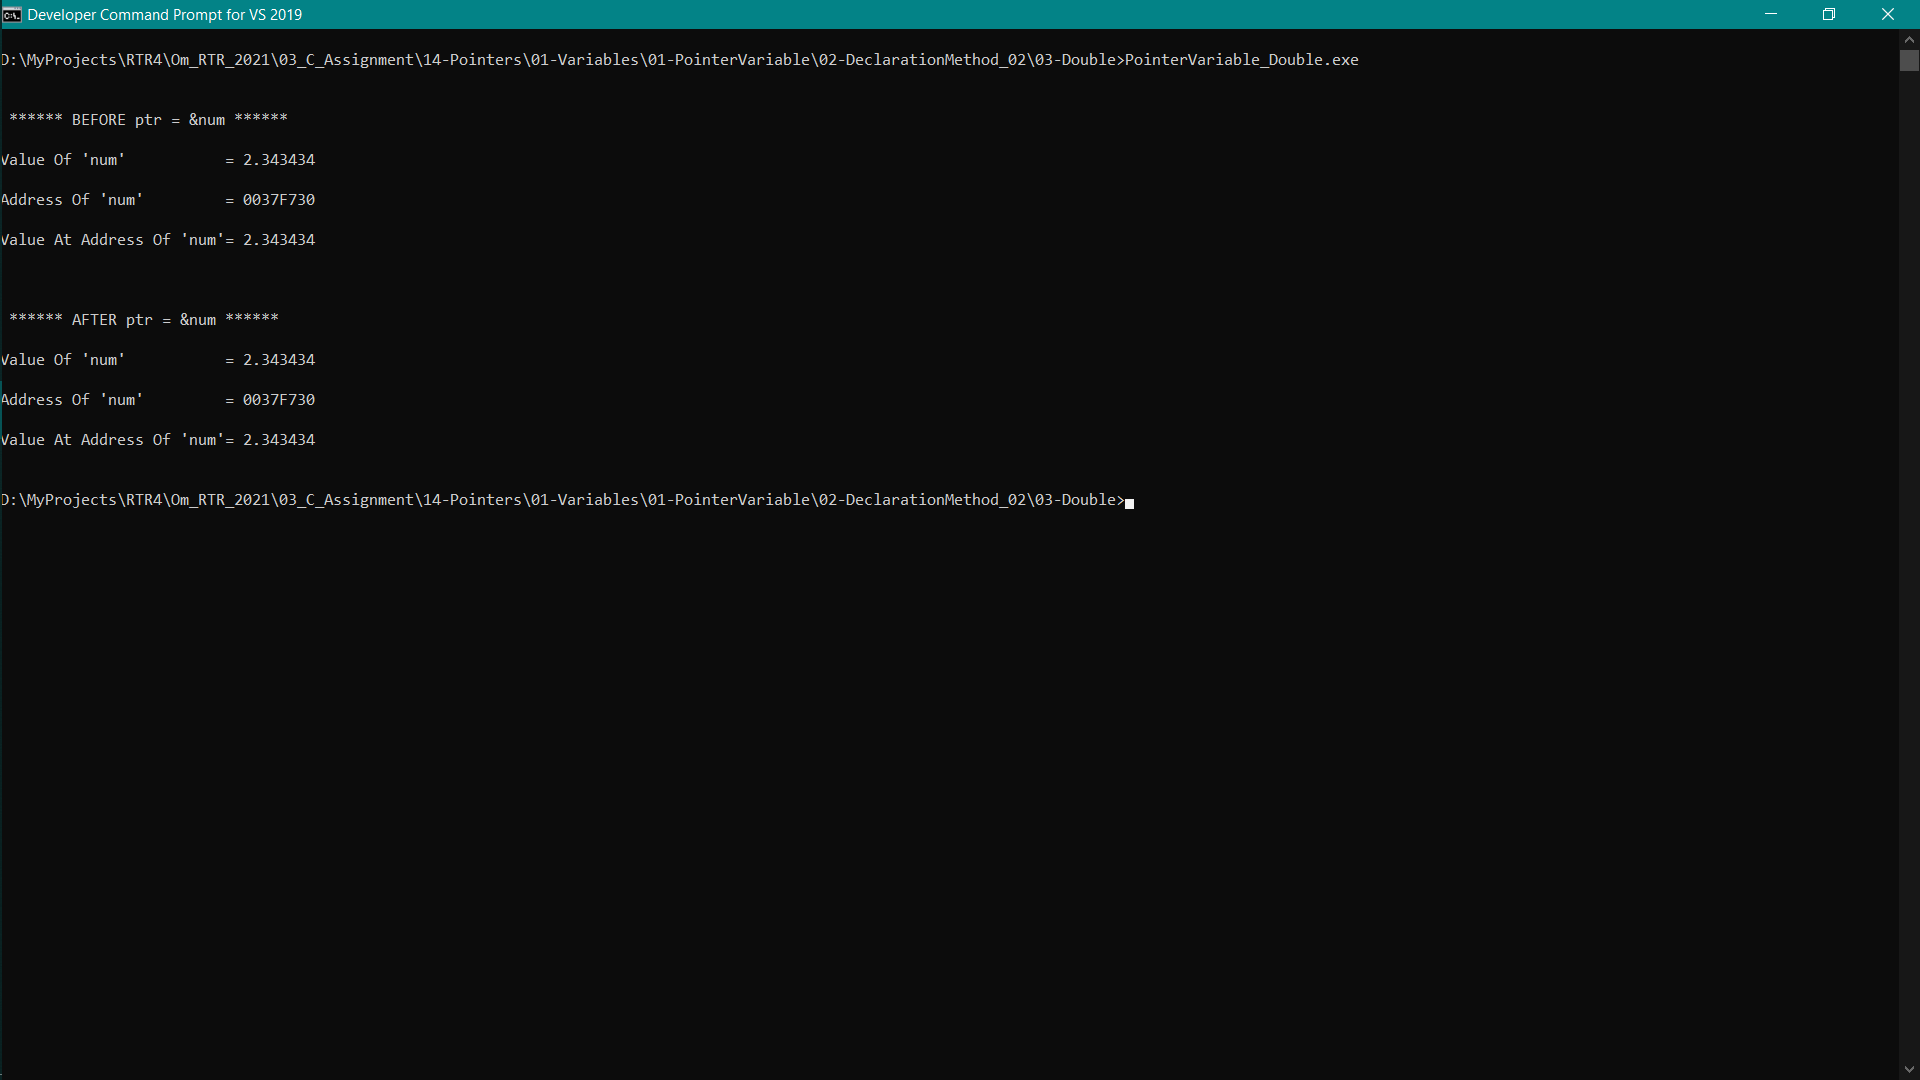 Developer Command Prompt for VS 2019
D:\MyProjects\RTR4\Om_RTR_2021\03_C_Assignment\14-Pointers\01-Variables\01-PointerVariable\02-DeclarationMethod_02\03-Double>PointerVariable_Double.exe
****** BEFORE ptr = &num ******
Value Of 'num'           = 2.343434
Address Of 'num'         = 0037F730
Value At Address Of 'num'= 2.343434
****** AFTER ptr = &num ******
Value Of 'num'           = 2.343434
Address Of 'num'         = 0037F730
Value At Address Of 'num'= 2.343434
D:\MyProjects\RTR4\Om_RTR_2021\03_C_Assignment\14-Pointers\01-Variables\01-PointerVariable\02-DeclarationMethod_02\03-Double>